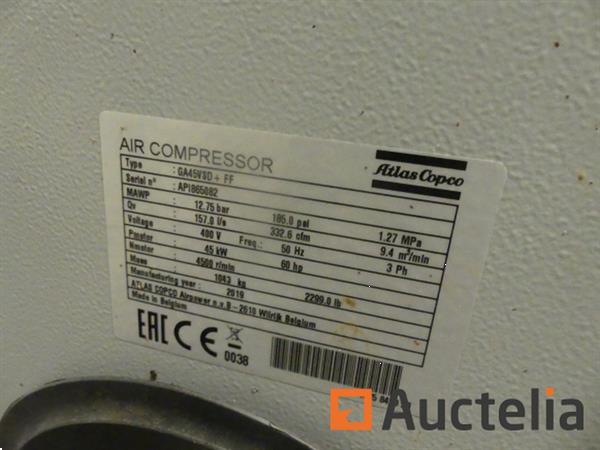 AIR COMPRESSOR
Atlas Copco
Type : GA45VSD+ FF
Serial n° : API865082
MAWP : 12.75 bar 185.0 psi 1.27 MPa
Qv : 157.0 l/s 332.6 cfm 9.4 m³/min
Voltage : 400 V Freq.: 50 Hz 3 Ph
Pmotor : 45 kW 60 hp
Nmotor : 4500 r/min
Mass : 1043 kg 2299.0 lb
Manufacturing year : 2019
ATLAS COPCO Airpower n.v.B - 2610 Wilrijk Belgium
Made in Belgium
EAC CE 0038
Auctelia